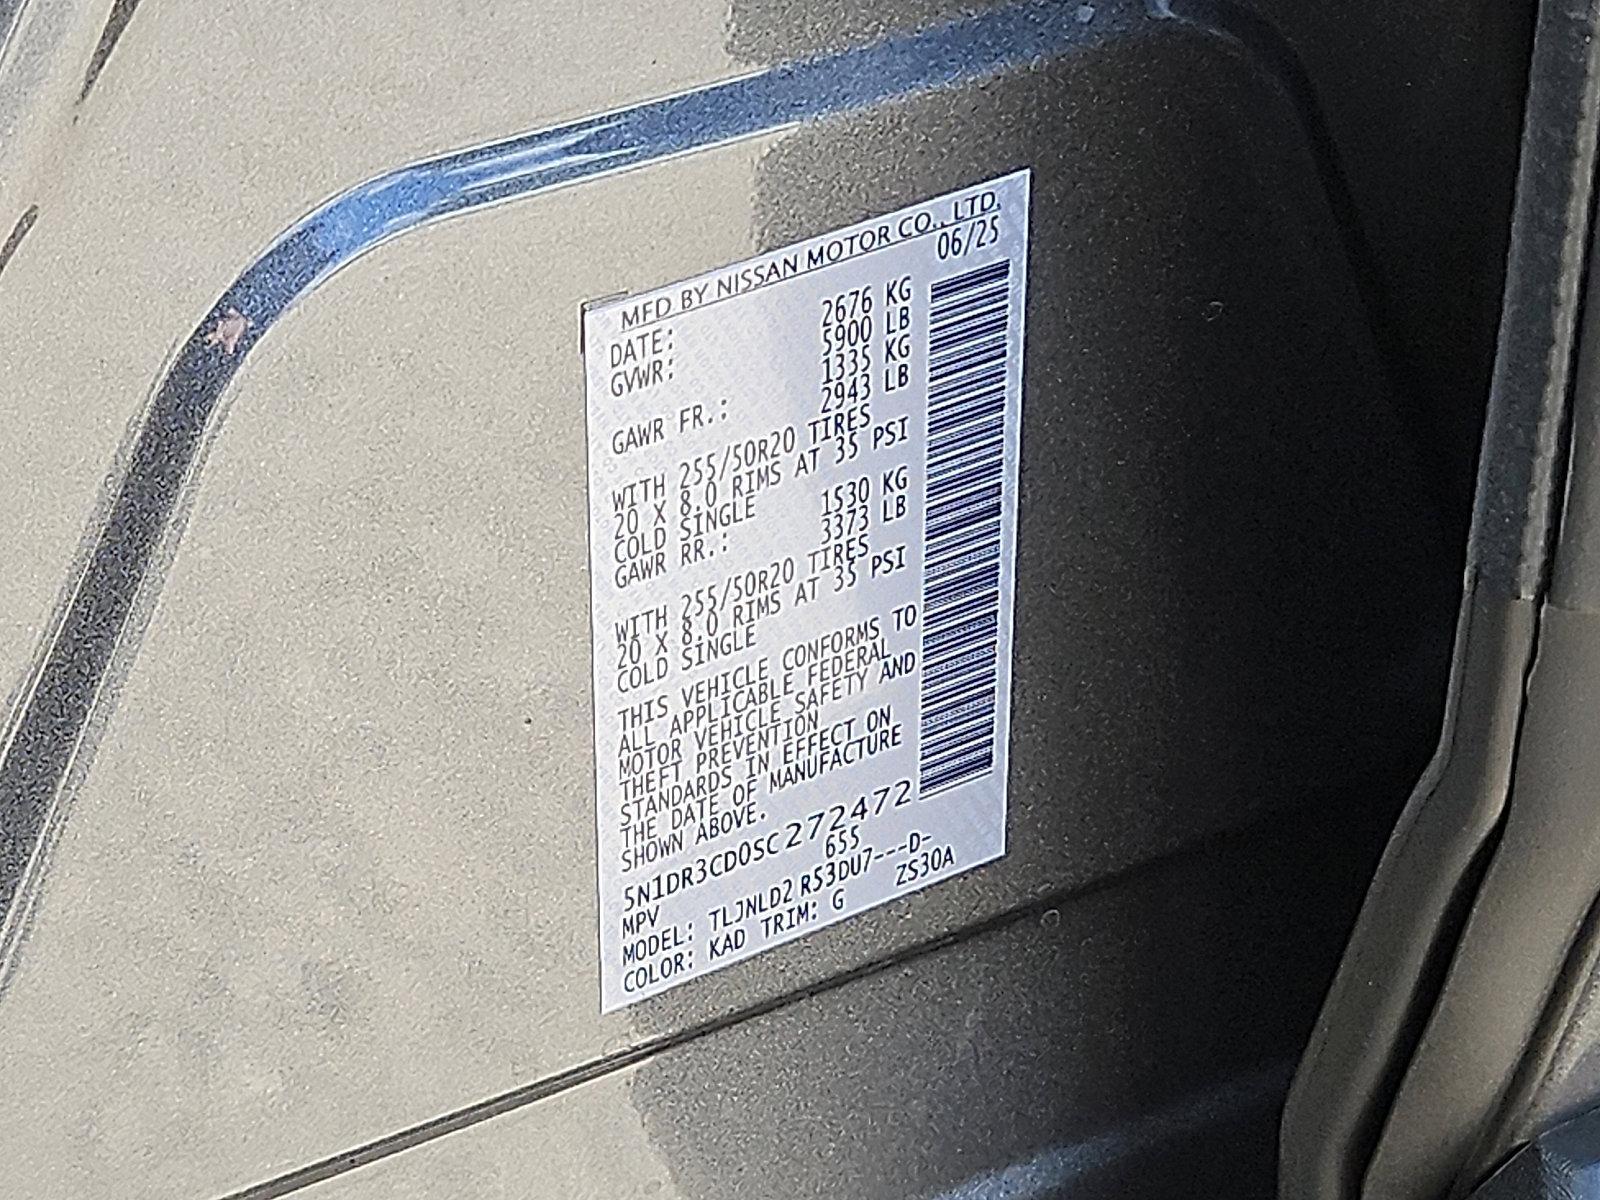 MFD BY NISSAN MOTOR CO., LTD.
DATE: 06/25
GVWR: 2676 KG
5900 LB
GAWR FR.: 1335 KG
2943 LB
WITH 255/50R20 TIRES
20 X 8.0 RIMS AT 35 PSI
COLD SINGLE
GAWR RR.: 1530 KG
3373 LB
WITH 255/50R20 TIRES
20 X 8.0 RIMS AT 35 PSI
COLD SINGLE
THIS VEHICLE CONFORMS TO
ALL APPLICABLE FEDERAL
MOTOR VEHICLE SAFETY AND
THEFT PREVENTION
STANDARDS IN EFFECT ON
THE DATE OF MANUFACTURE
SHOWN ABOVE.
5N1DR3CD0SC272472
MPV 655
MODEL: TLJNLD2 R53DU7---D-
COLOR: KAD TRIM: G ZS30A